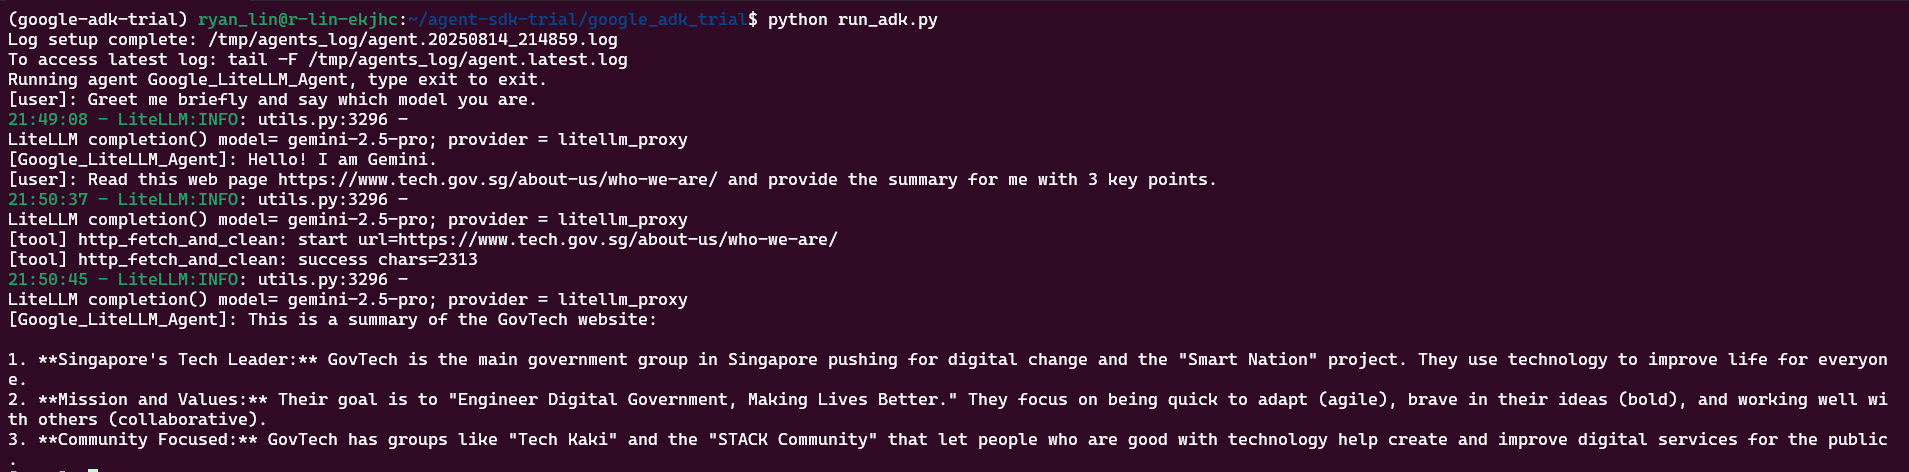 (google-adk-trial) ryan_lin@r-lin-ekjhc:~/agent-sdk-trial/google_adk_trial$ python run_adk.py
Log setup complete: /tmp/agents_log/agent.20250814_214859.log
To access latest log: tail -F /tmp/agents_log/agent.latest.log
Running agent Google_LiteLLM_Agent, type exit to exit.
[user]: Greet me briefly and say which model you are.
21:49:08 - LiteLLM:INFO: utils.py:3296 -
LiteLLM completion() model= gemini-2.5-pro; provider = litellm_proxy
[Google_LiteLLM_Agent]: Hello! I am Gemini.
[user]: Read this web page https://www.tech.gov.sg/about-us/who-we-are/ and provide the summary for me with 3 key points.
21:50:37 - LiteLLM:INFO: utils.py:3296 -
LiteLLM completion() model= gemini-2.5-pro; provider = litellm_proxy
[tool] http_fetch_and_clean: start url=https://www.tech.gov.sg/about-us/who-we-are/
[tool] http_fetch_and_clean: success chars=2313
21:50:45 - LiteLLM:INFO: utils.py:3296 -
LiteLLM completion() model= gemini-2.5-pro; provider = litellm_proxy
[Google_LiteLLM_Agent]: This is a summary of the GovTech website:
1. **Singapore's Tech Leader:** GovTech is the main government group in Singapore pushing for digital change and the "Smart Nation" project. They use technology to improve life for everyon
e.
2. **Mission and Values:** Their goal is to "Engineer Digital Government, Making Lives Better." They focus on being quick to adapt (agile), brave in their ideas (bold), and working well wi
th others (collaborative).
3. **Community Focused:** GovTech has groups like "Tech Kaki" and the "STACK Community" that let people who are good with technology help create and improve digital services for the public
.